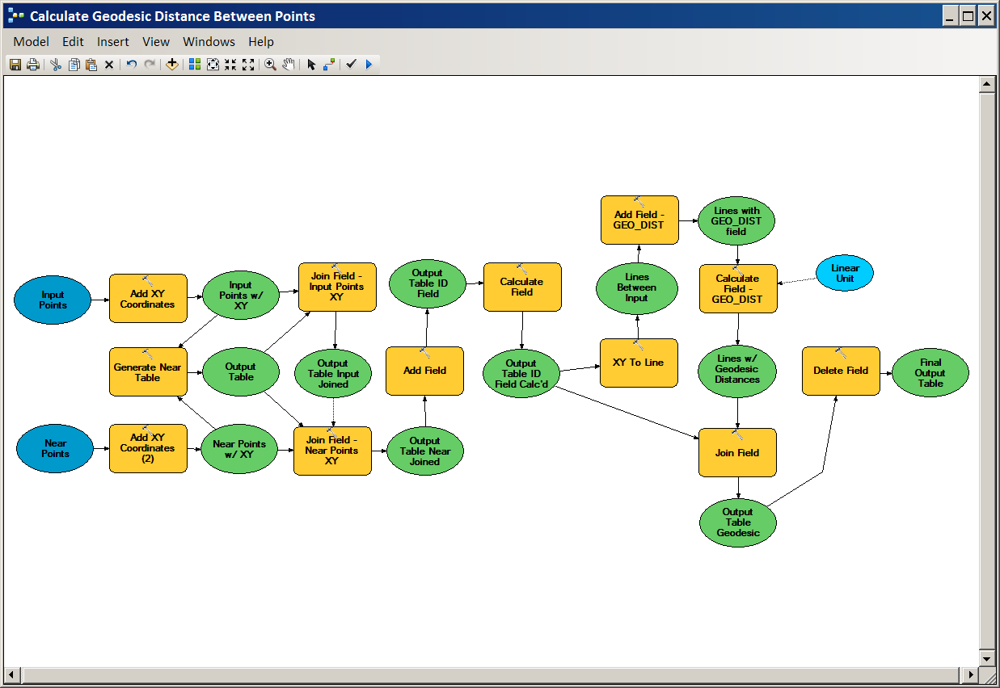 Calculate Geodesic Distance Between Points
Model Edit Insert View Windows Help
Input
Points
Add XY
Coordinates
Input
Points w/
XY
Join Field -
Input Points
XY
Output
Table ID
Field
Calculate
Field
Add Field -
GEO_DIST
Lines with
GEO_DIST
field
Lines
Between
Input
Calculate
Field -
GEO_DIST
Linear
Unit
Generate Near
Table
Output
Table
Output
Table Input
Joined
Add Field
Output
Table ID
Field Calc'd
XY To Line
Lines w/
Geodesic
Distances
Delete Field
Final
Output
Table
Near
Points
Add XY
Coordinates
(2)
Near Points
w/ XY
Join Field -
Near Points
XY
Output
Table Near
Joined
Join Field
Output
Table
Geodesic